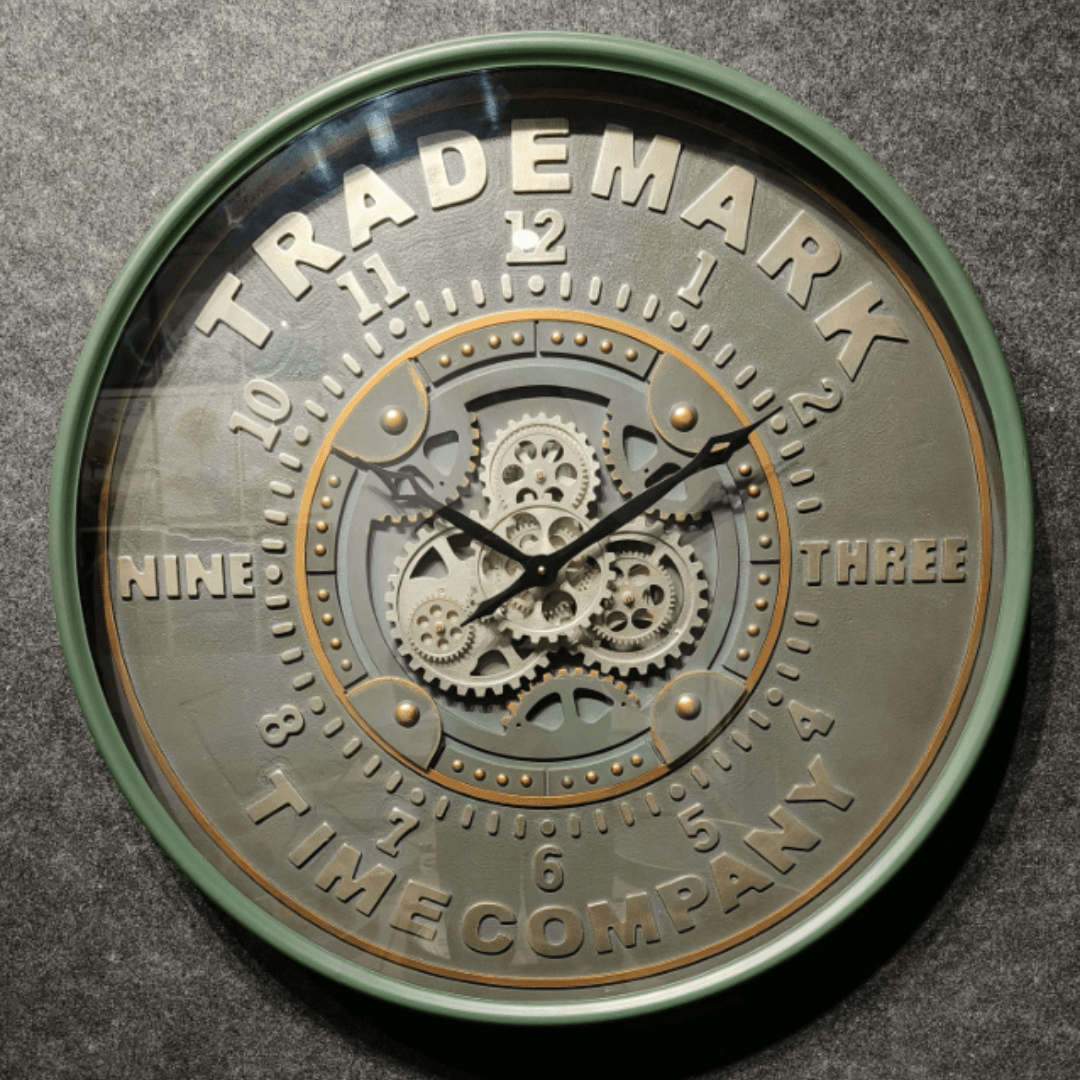 TRADEMARK
12
11 1
10 2
NINE THREE
8 4
7 5
6
TIME COMPANY